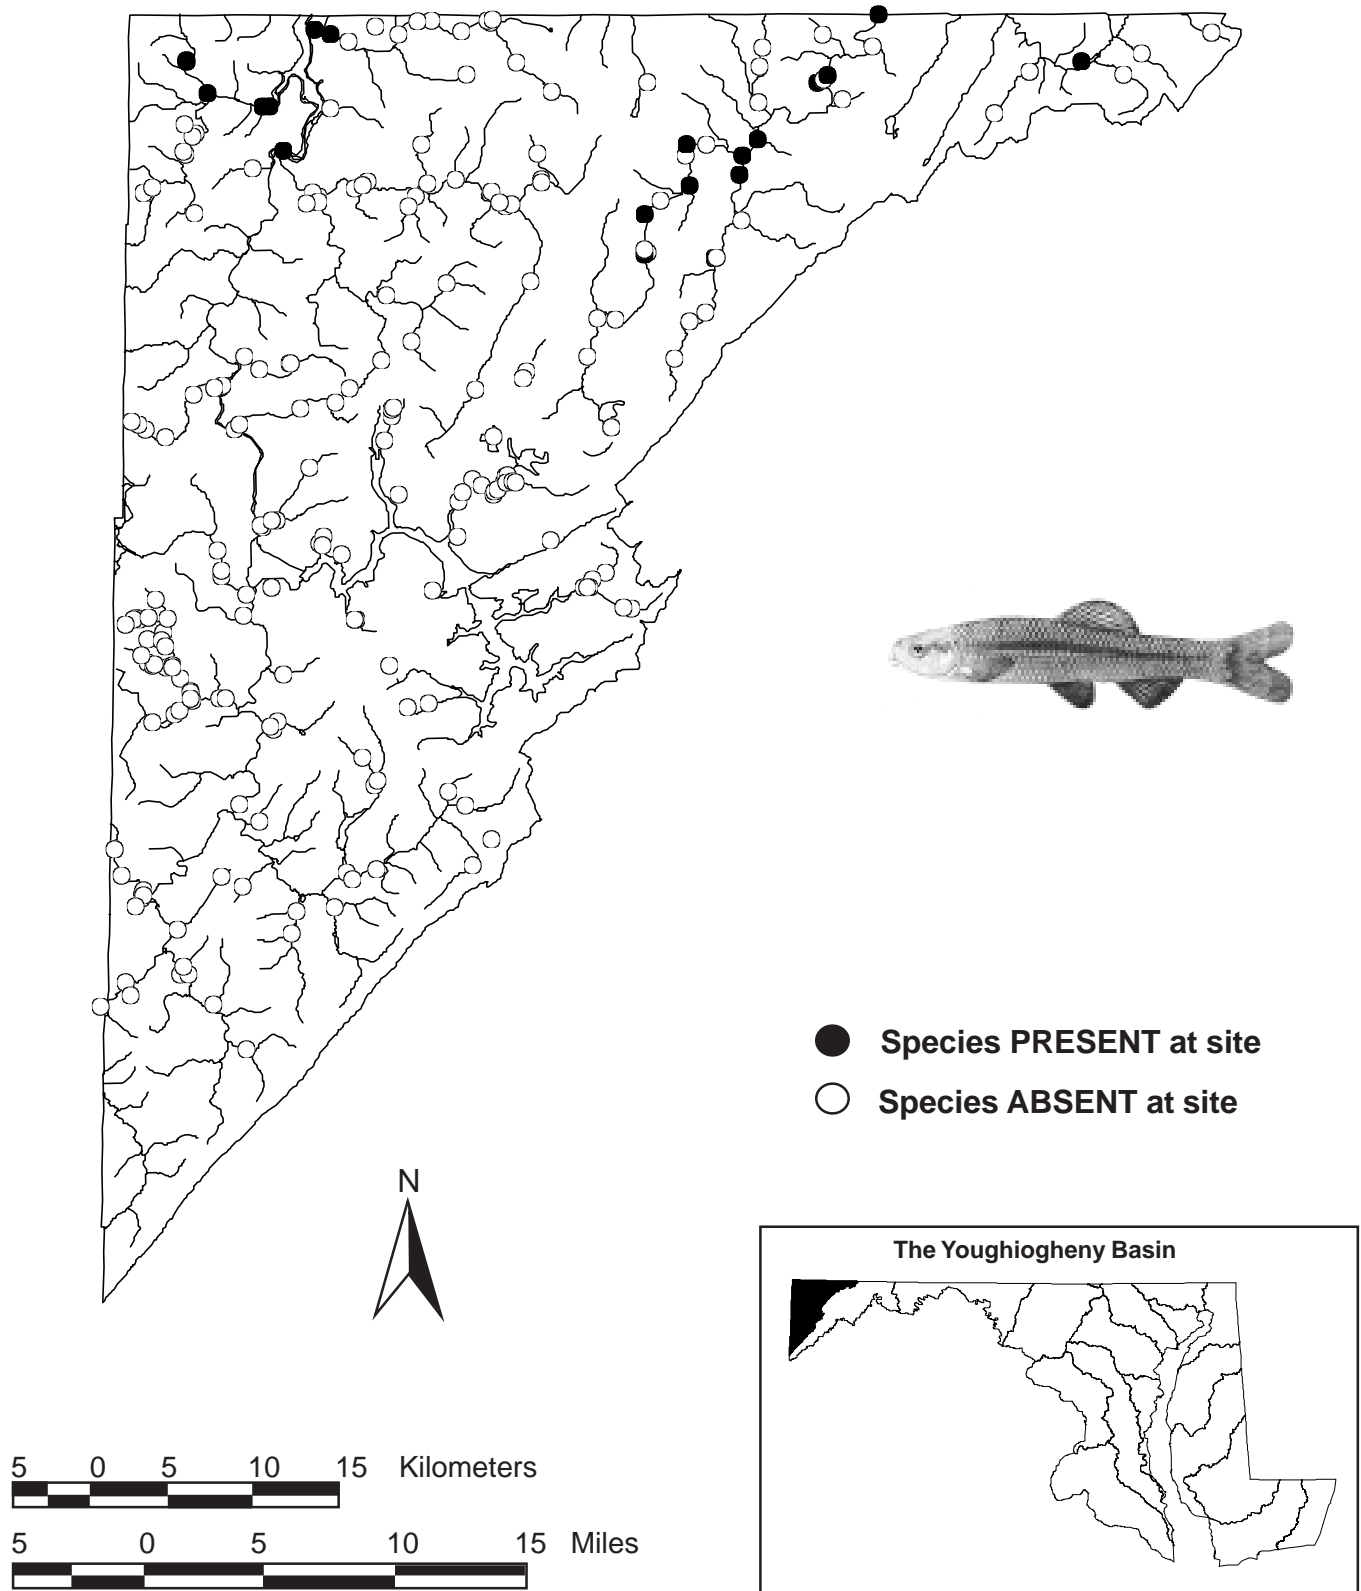 Species PRESENT at site
Species ABSENT at site
N
The Youghiogheny Basin
5 0 5 10 15 Kilometers
5 0 5 10 15 Miles